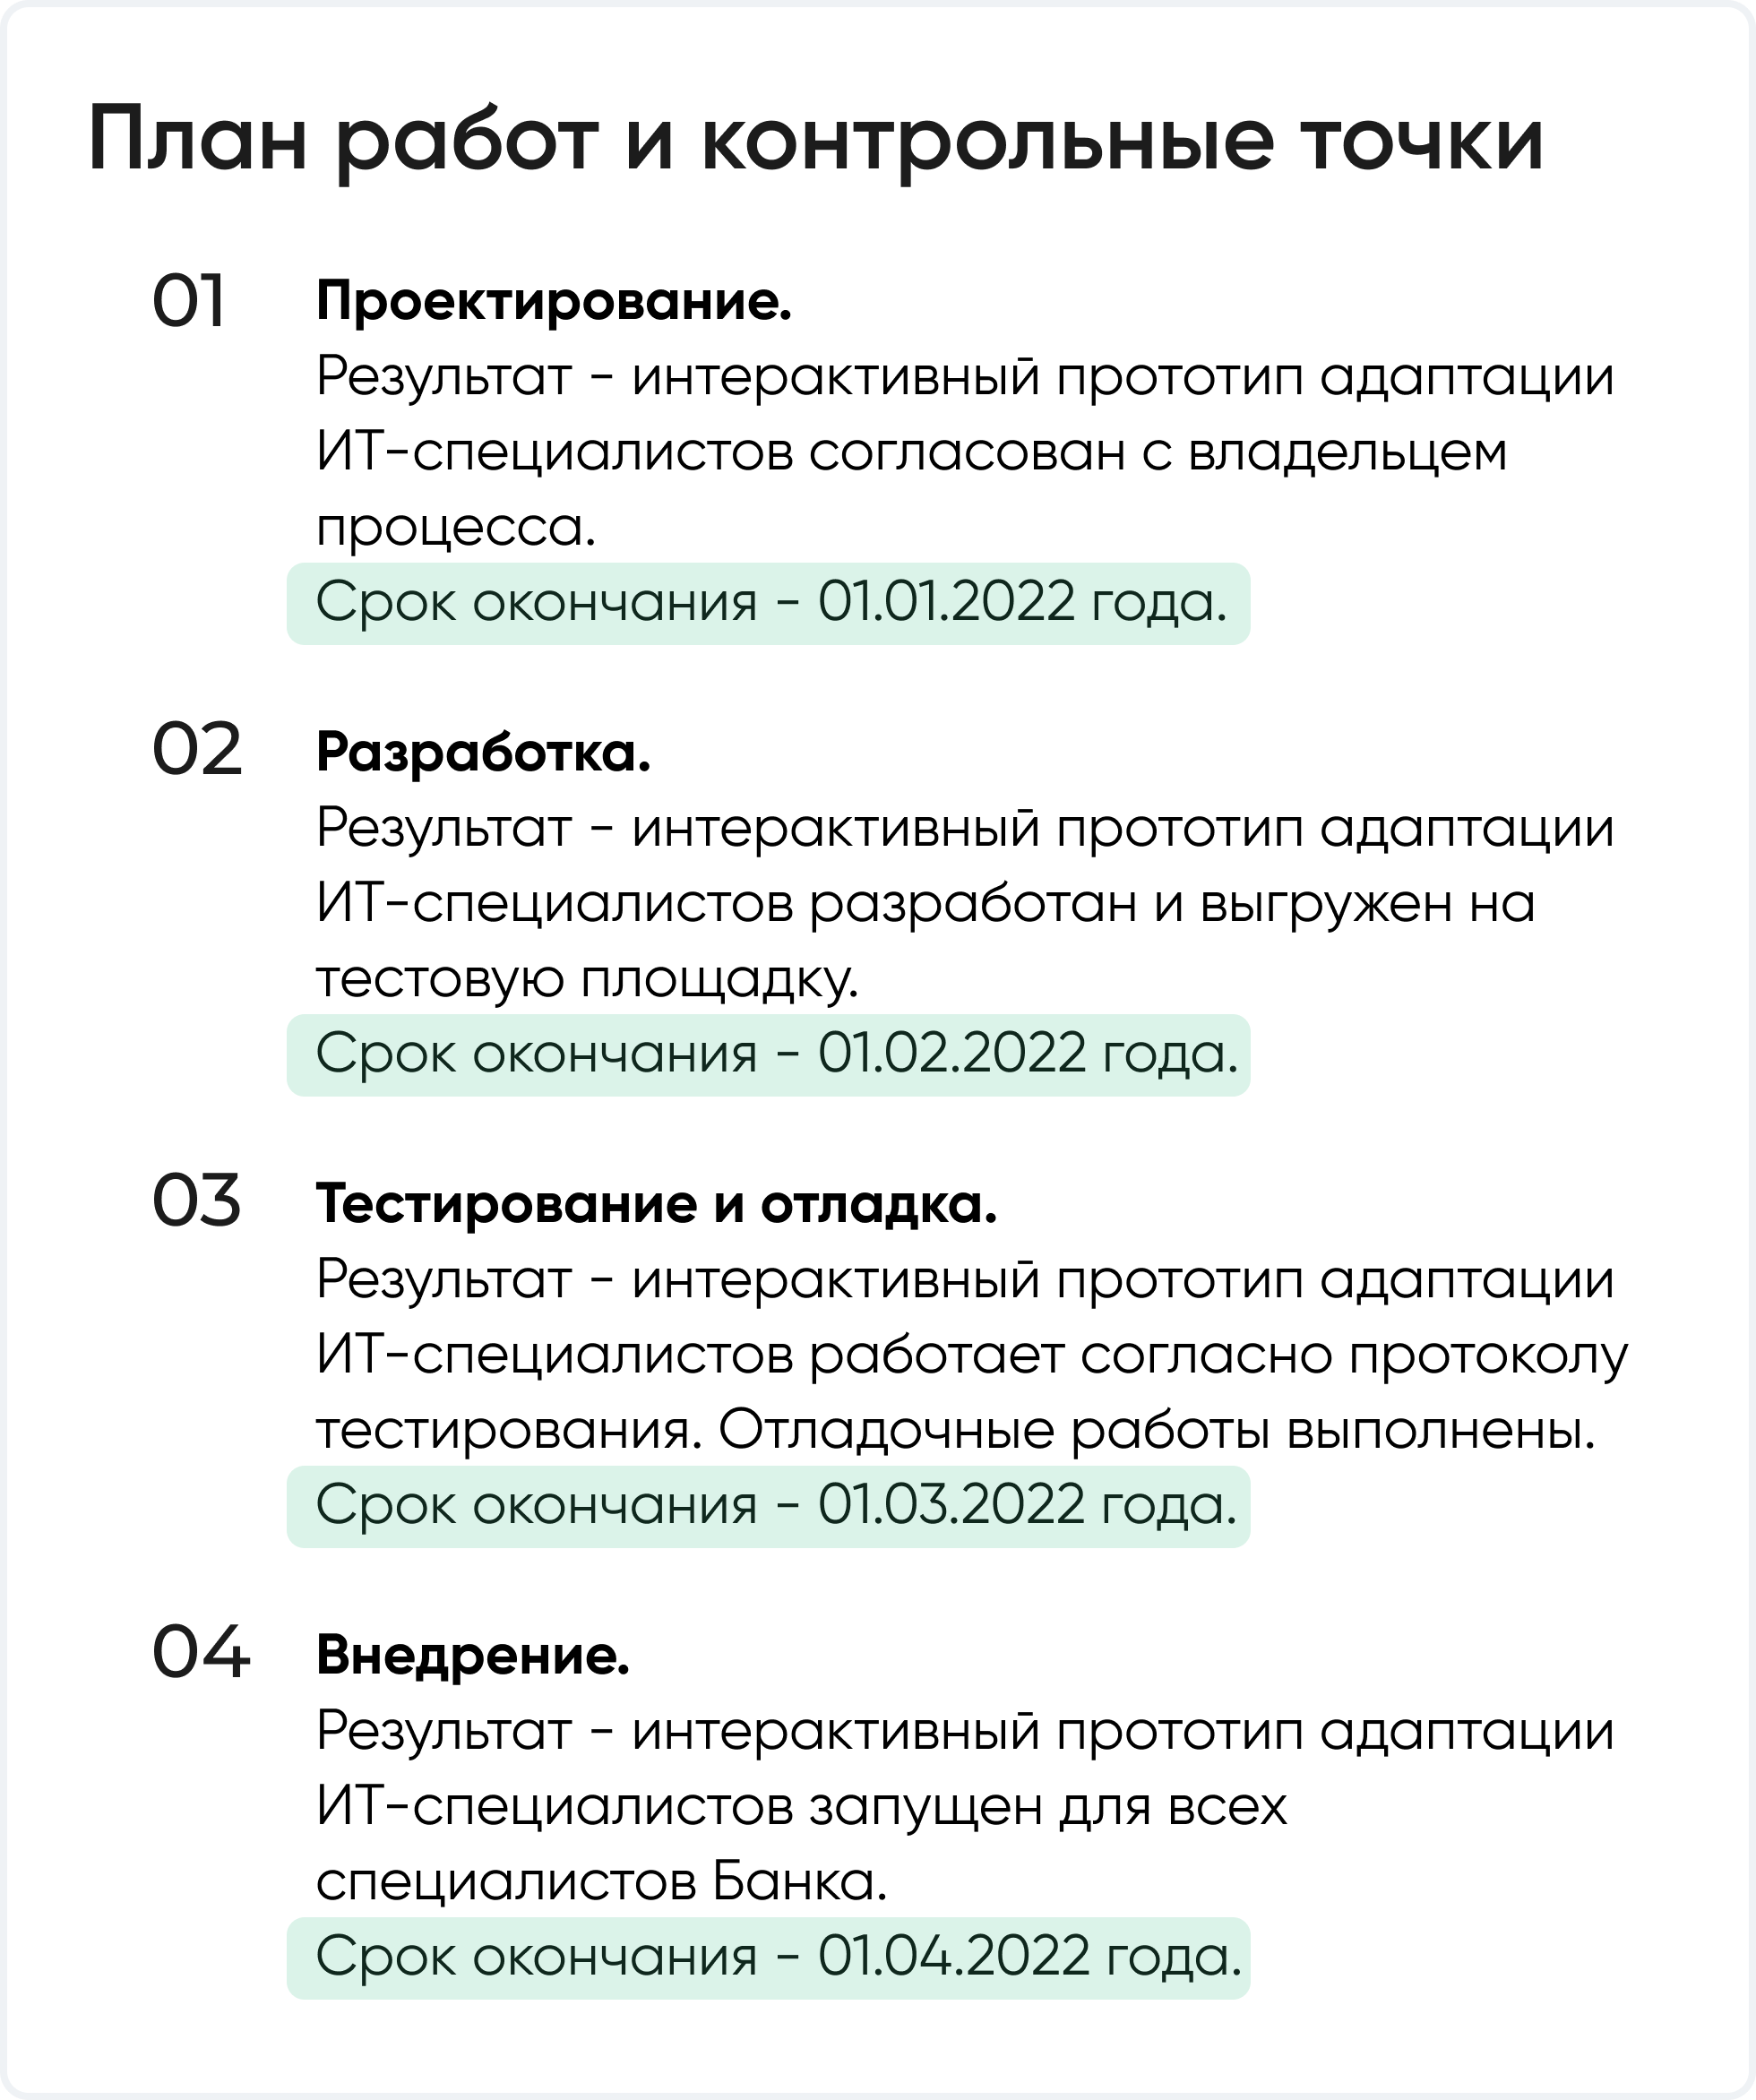 План работ и контрольные точки
01
Проектирование.
Результат - интерактивный прототип адаптации
ИТ-специалистов согласован с владельцем
процесса.
Срок окончания - 01.01.2022 года.
02
Разработка.
Результат - интерактивный прототип адаптации
ИТ-специалистов разработан и выгружен на
тестовую площадку.
Срок окончания - 01.02.2022 года.
03
Тестирование и отладка.
Результат - интерактивный прототип адаптации
ИТ-специалистов работает согласно протоколу
тестирования. Отладочные работы выполнены.
Срок окончания - 01.03.2022 года.
04
Внедрение.
Результат - интерактивный прототип адаптации
ИТ-специалистов запущен для всех
специалистов Банка.
Срок окончания - 01.04.2022 года.